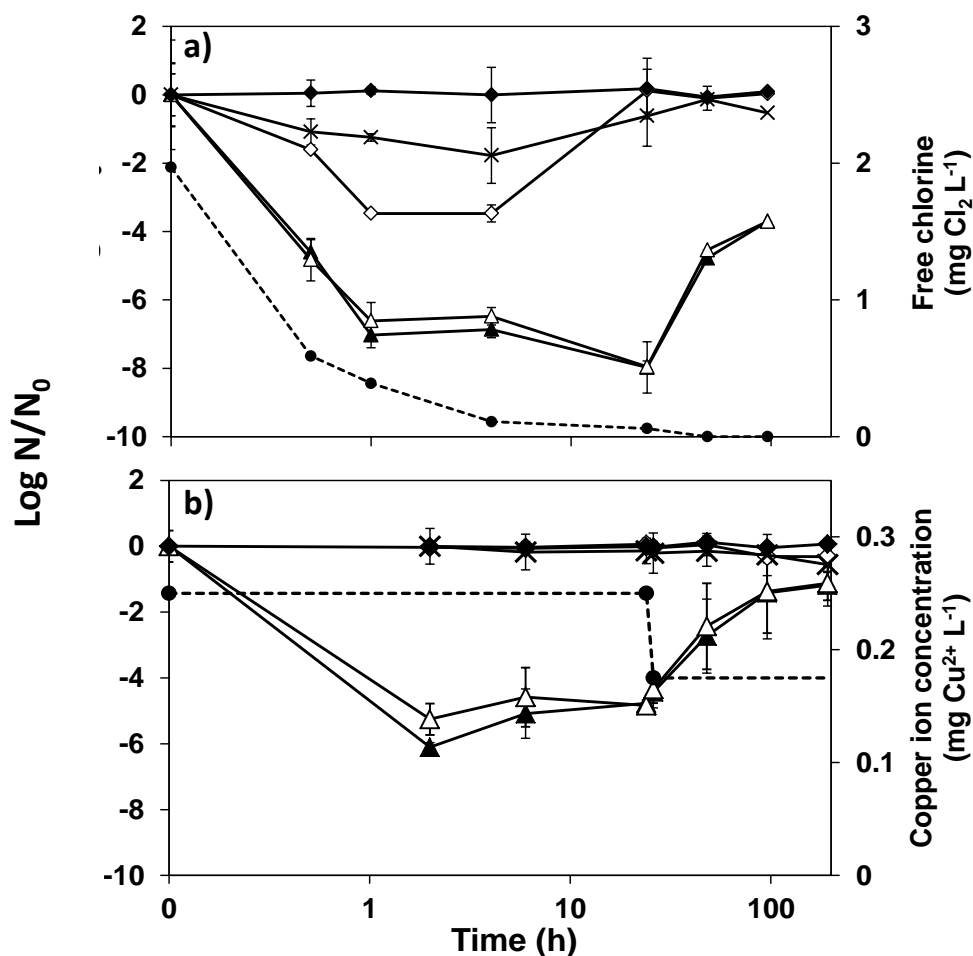 a)
2
0
-2
-4
-6
-8
-10
3
2
1
0
Free chlorine
(mg Cl₂ L⁻¹)
Log N/N₀
b)
2
0
-2
-4
-6
-8
-10
0.3
0.2
0.1
0
Copper ion concentration
(mg Cu²⁺ L⁻¹)
0 1 10 100
Time (h)